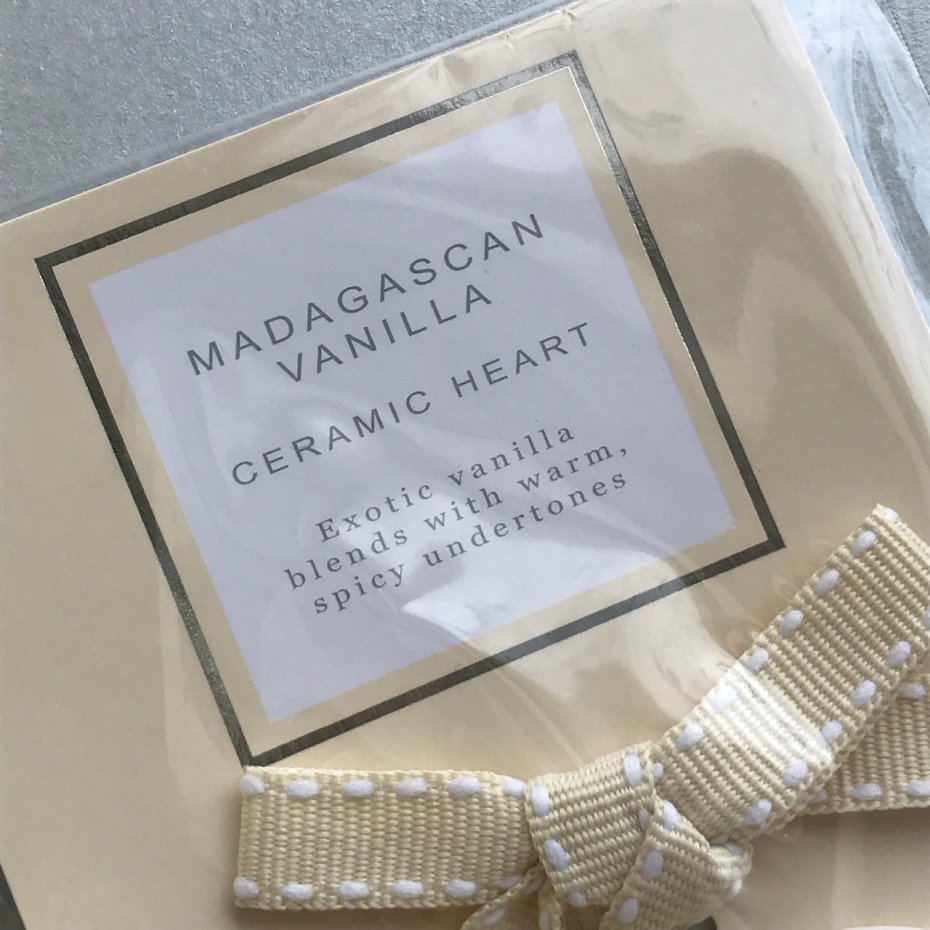 MADAGASCAN
VANILLA
CERAMIC HEART
Exotic vanilla
blends with warm,
spicy undertones